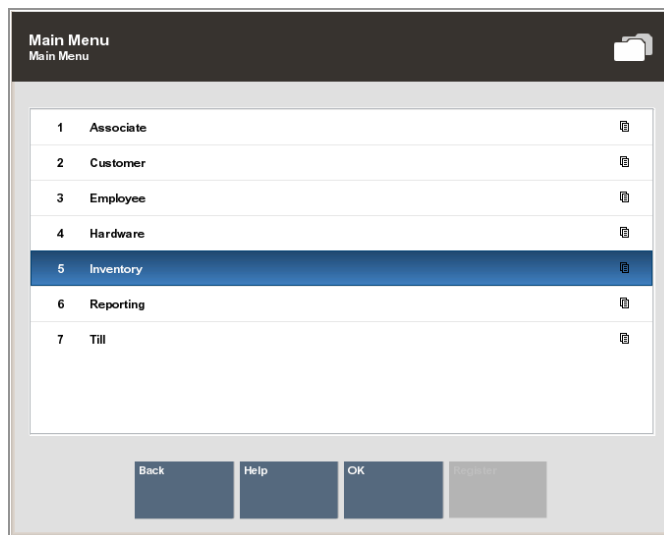 Main Menu
Main Menu
1 Associate
2 Customer
3 Employee
4 Hardware
5 Inventory
6 Reporting
7 Till
Back Help OK Register